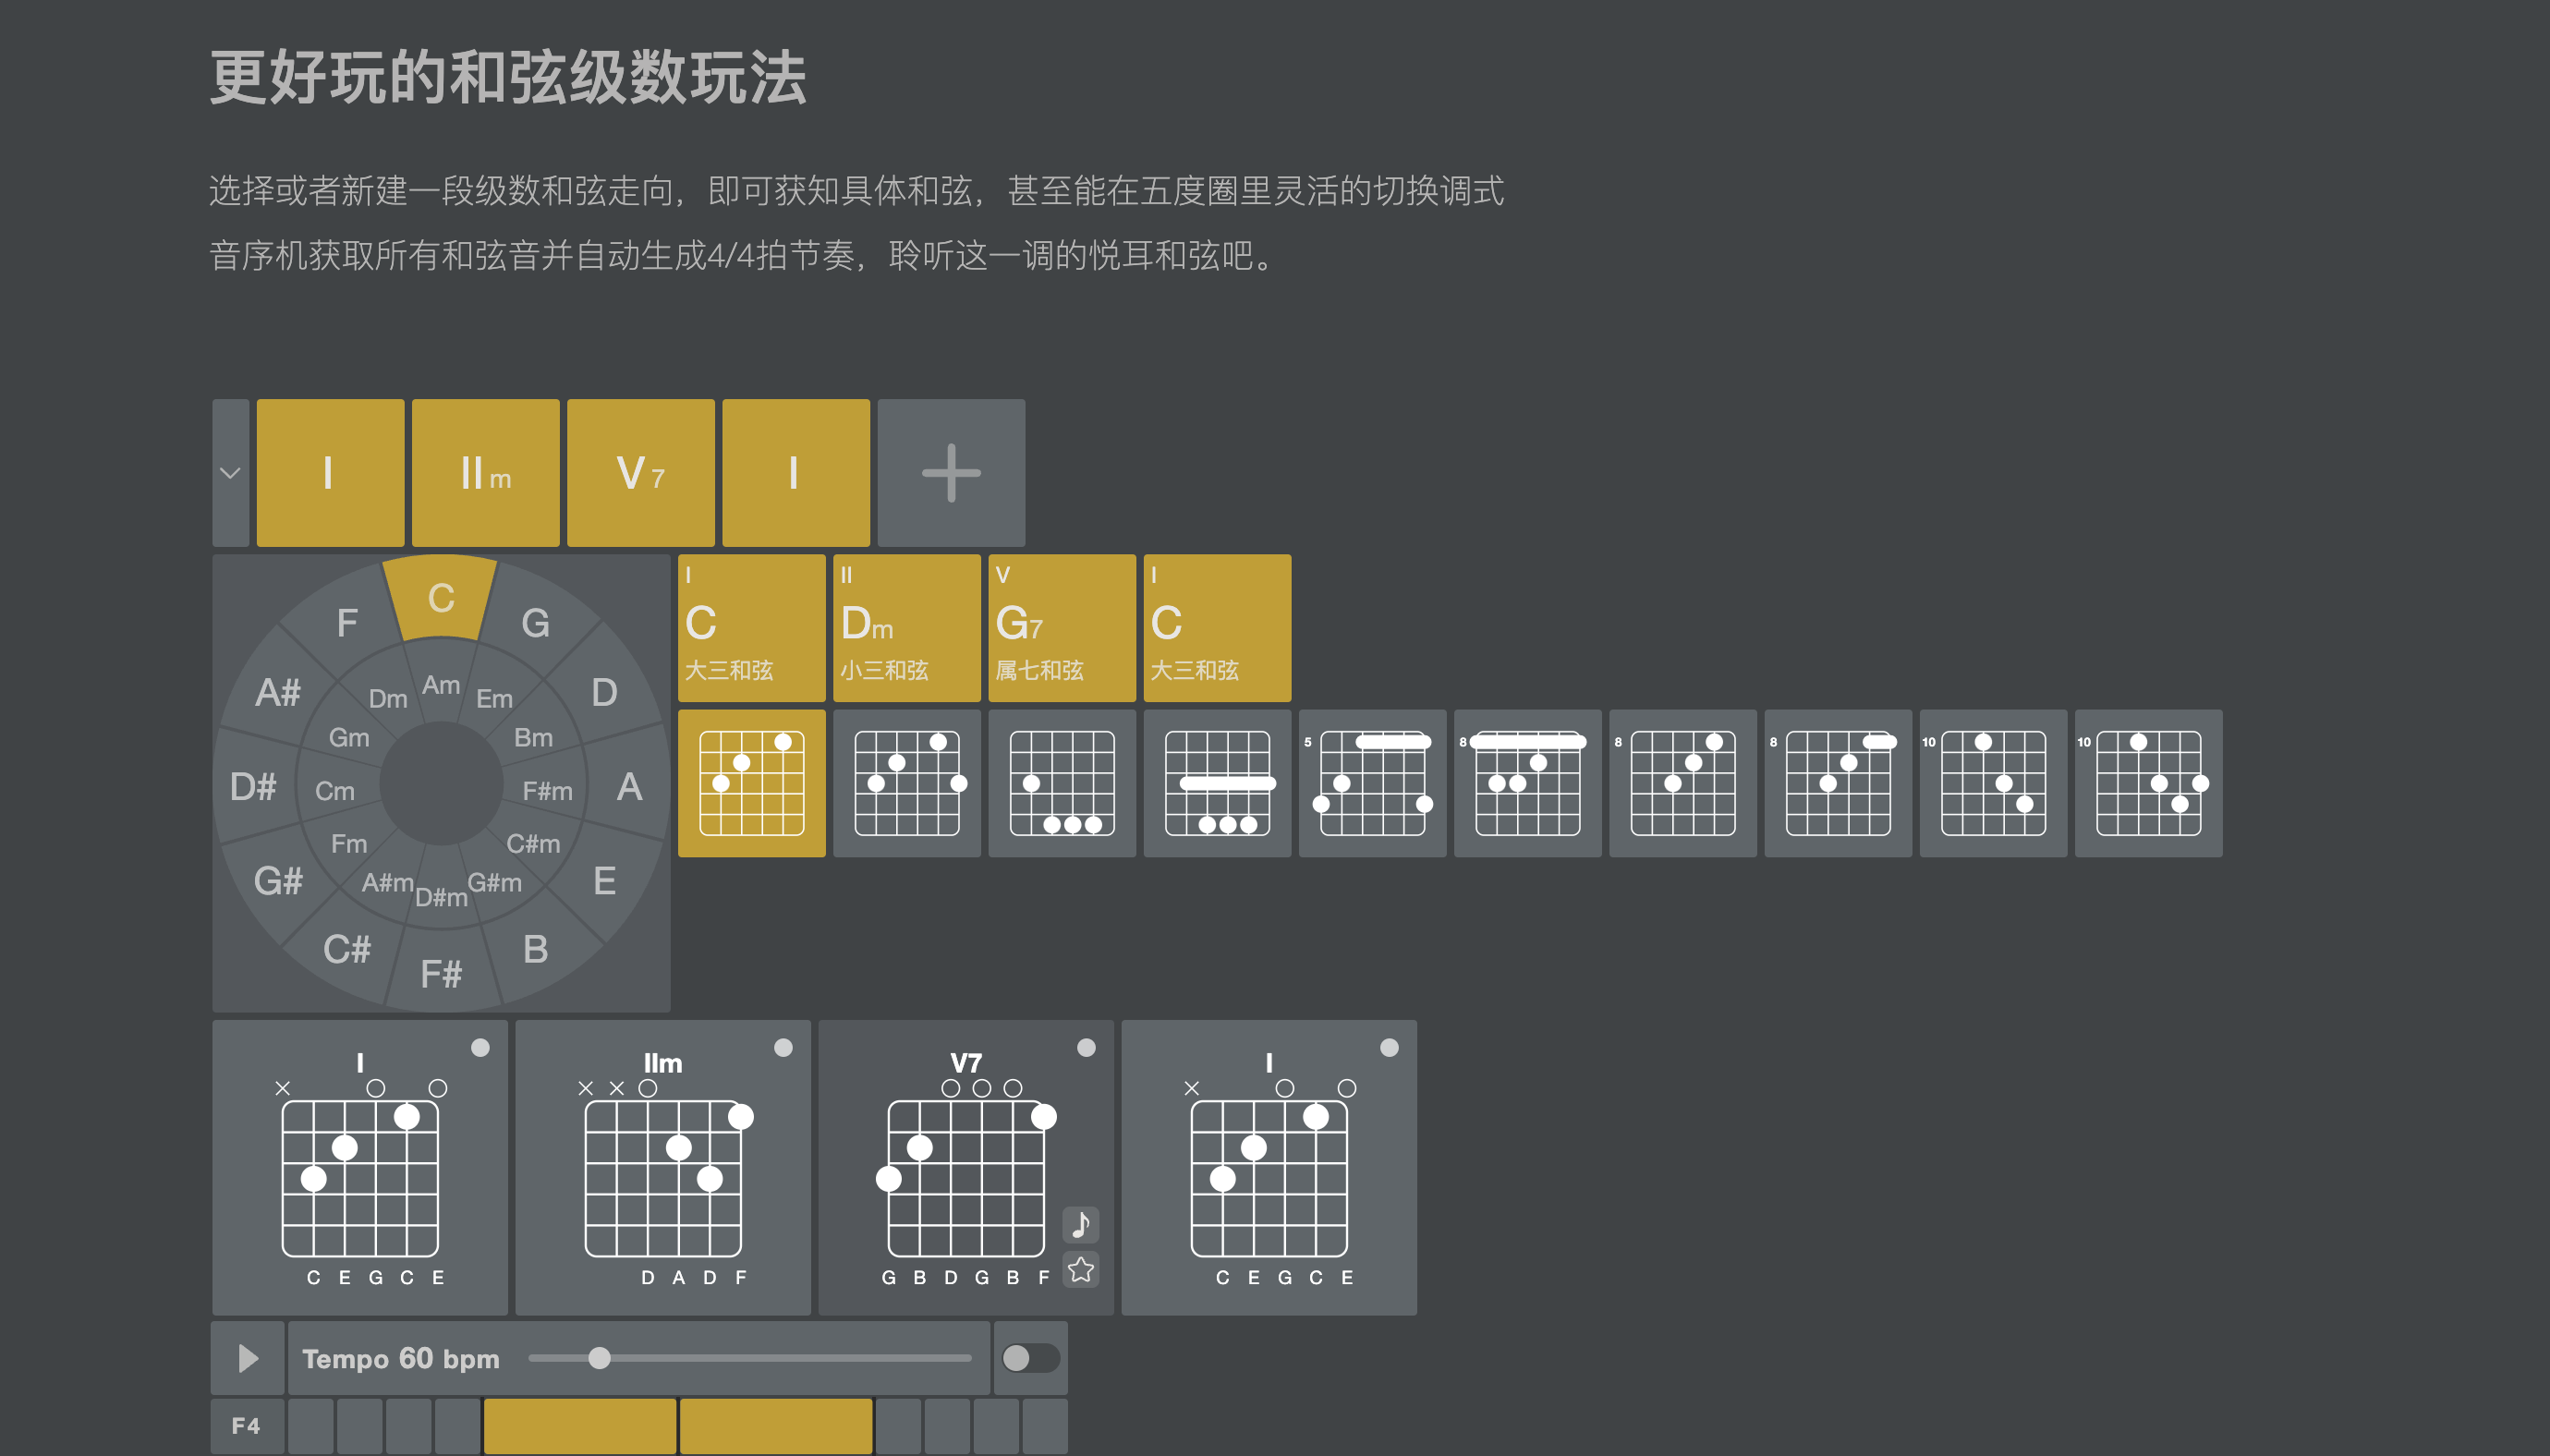 更好玩的和弦级数玩法
选择或者新建一段级数和弦走向，即可获知具体和弦，甚至能在五度圈里灵活的切换调式
音序机获取所有和弦音并自动生成4/4拍节奏，聆听这一调的悦耳和弦吧。
I IIm V7 I
C
F G
A# D
D# A
G# E
C# B
F#
Am
Dm Em
Gm Bm
Cm F#m
Fm C#m
A#m G#m
D#m
I II V I
C Dm G7 C
大三和弦 小三和弦 属七和弦 大三和弦
5 8 8 8 10 10
I IIm V7 I
C E G C E
D A D F
G B D G B F
C E G C E
Tempo 60 bpm
F4